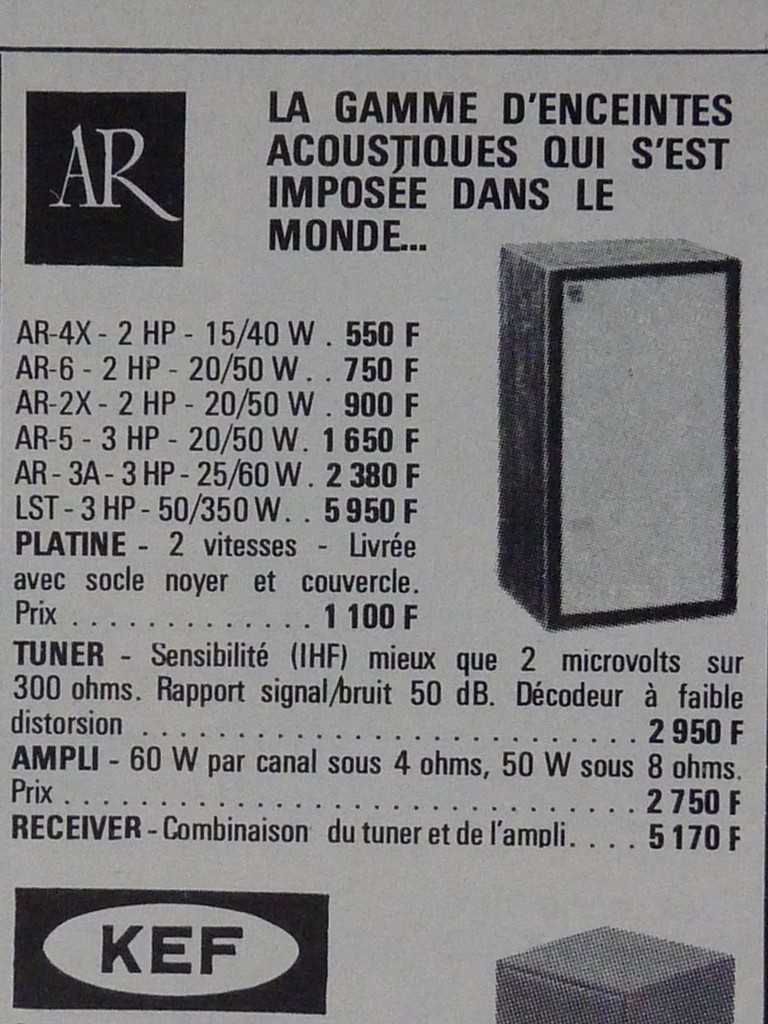 AR
LA GAMME D'ENCEINTES
ACOUSTIQUES QUI S'EST
IMPOSÉE DANS LE
MONDE...
AR-4X - 2 HP - 15/40 W . 550 F
AR-6 - 2 HP - 20/50 W . . 750 F
AR-2X - 2 HP - 20/50 W . 900 F
AR-5 - 3 HP - 20/50 W . 1 650 F
AR - 3A - 3 HP - 25/60 W . 2 380 F
LST - 3 HP - 50/350 W . . 5 950 F
PLATINE - 2 vitesses - Livrée
avec socle noyer et couvercle.
Prix . . . . . . . . . . . . . 1 100 F
TUNER - Sensibilité (IHF) mieux que 2 microvolts sur
300 ohms. Rapport signal/bruit 50 dB. Décodeur à faible
distorsion . . . . . . . . . . . . . . . . . . . . . . . . . . 2 950 F
AMPLI - 60 W par canal sous 4 ohms, 50 W sous 8 ohms.
Prix . . . . . . . . . . . . . . . . . . . . . . . . . . . . . . 2 750 F
RECEIVER - Combinaison du tuner et de l'ampli. . . . 5 170 F
KEF